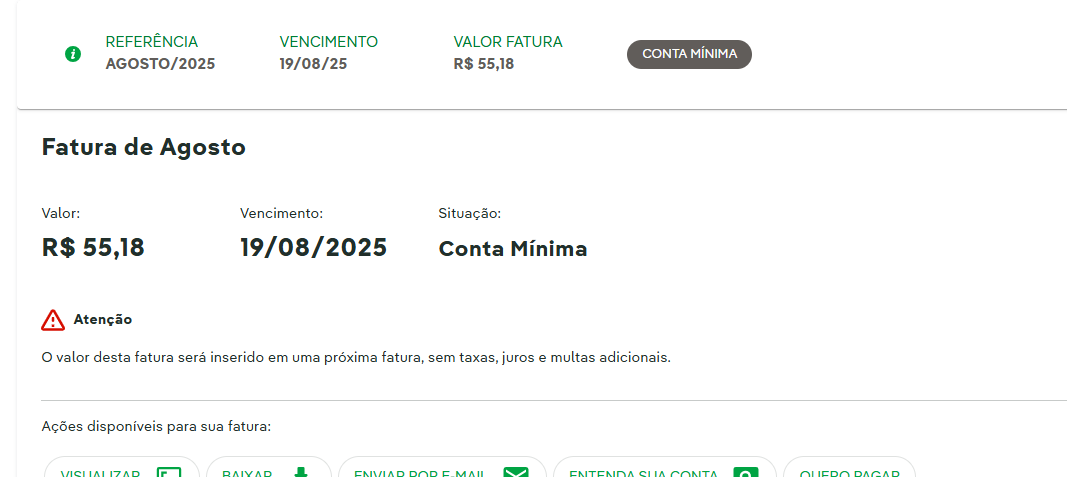 REFERÊNCIA VENCIMENTO VALOR FATURA
AGOSTO/2025 19/08/25 R$ 55,18 CONTA MÍNIMA
Fatura de Agosto
Valor: Vencimento: Situação:
R$ 55,18 19/08/2025 Conta Mínima
Atenção
O valor desta fatura será inserido em uma próxima fatura, sem taxas, juros e multas adicionais.
Ações disponíveis para sua fatura:
VISUALIZAR BAIXAR ENVIAR POR E-MAIL ENTENDA SUA CONTA QUERO PAGAR